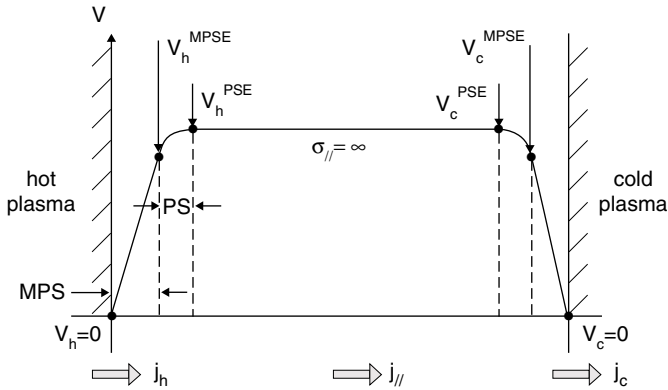 V
V_h^MPSE
V_c^MPSE
V_h^PSE
V_c^PSE
σ_//=∞
hot
plasma
cold
plasma
PS
MPS
V_h=0
V_c=0
j_h
j_//
j_c